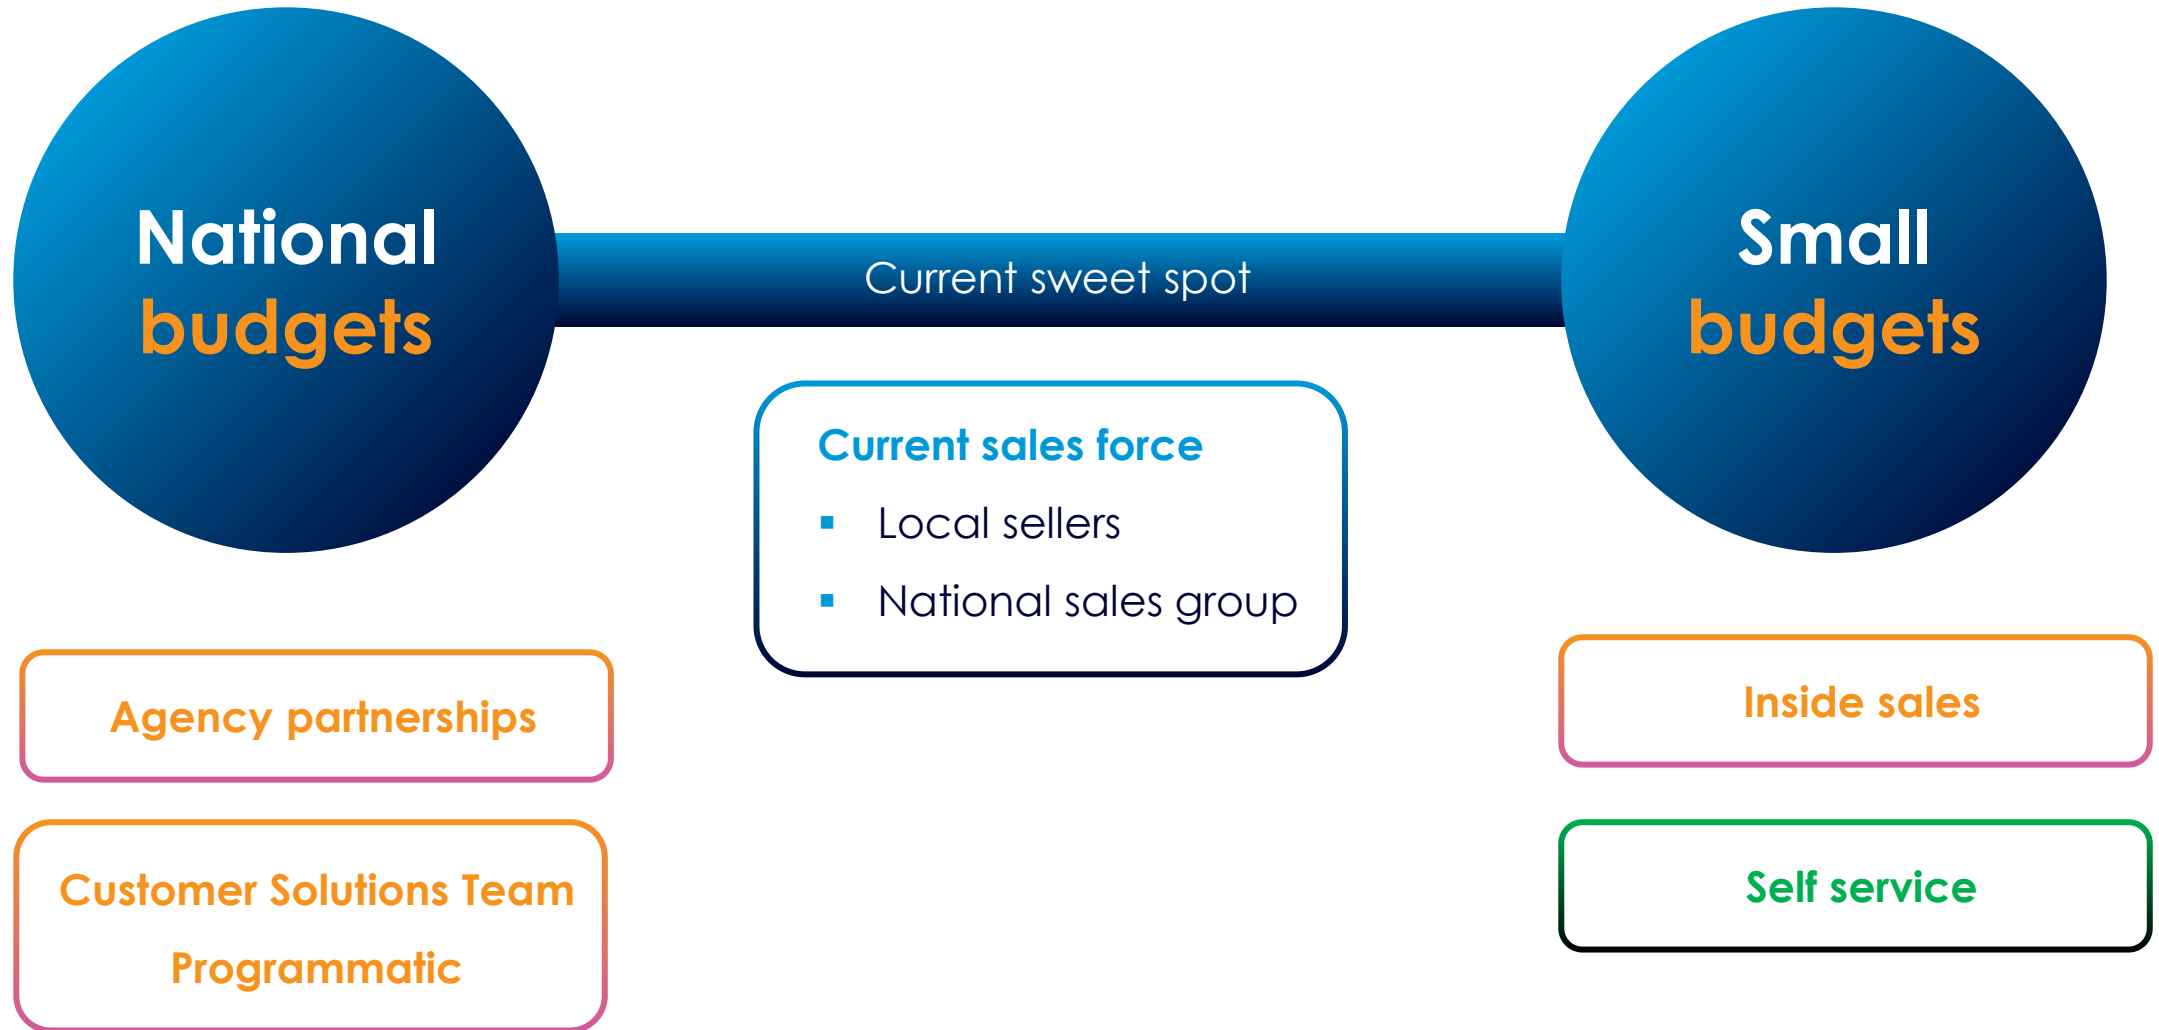 National
budgets
Current sweet spot
Small
budgets
Current sales force
▪ Local sellers
▪ National sales group
Agency partnerships
Customer Solutions Team
Programmatic
Inside sales
Self service